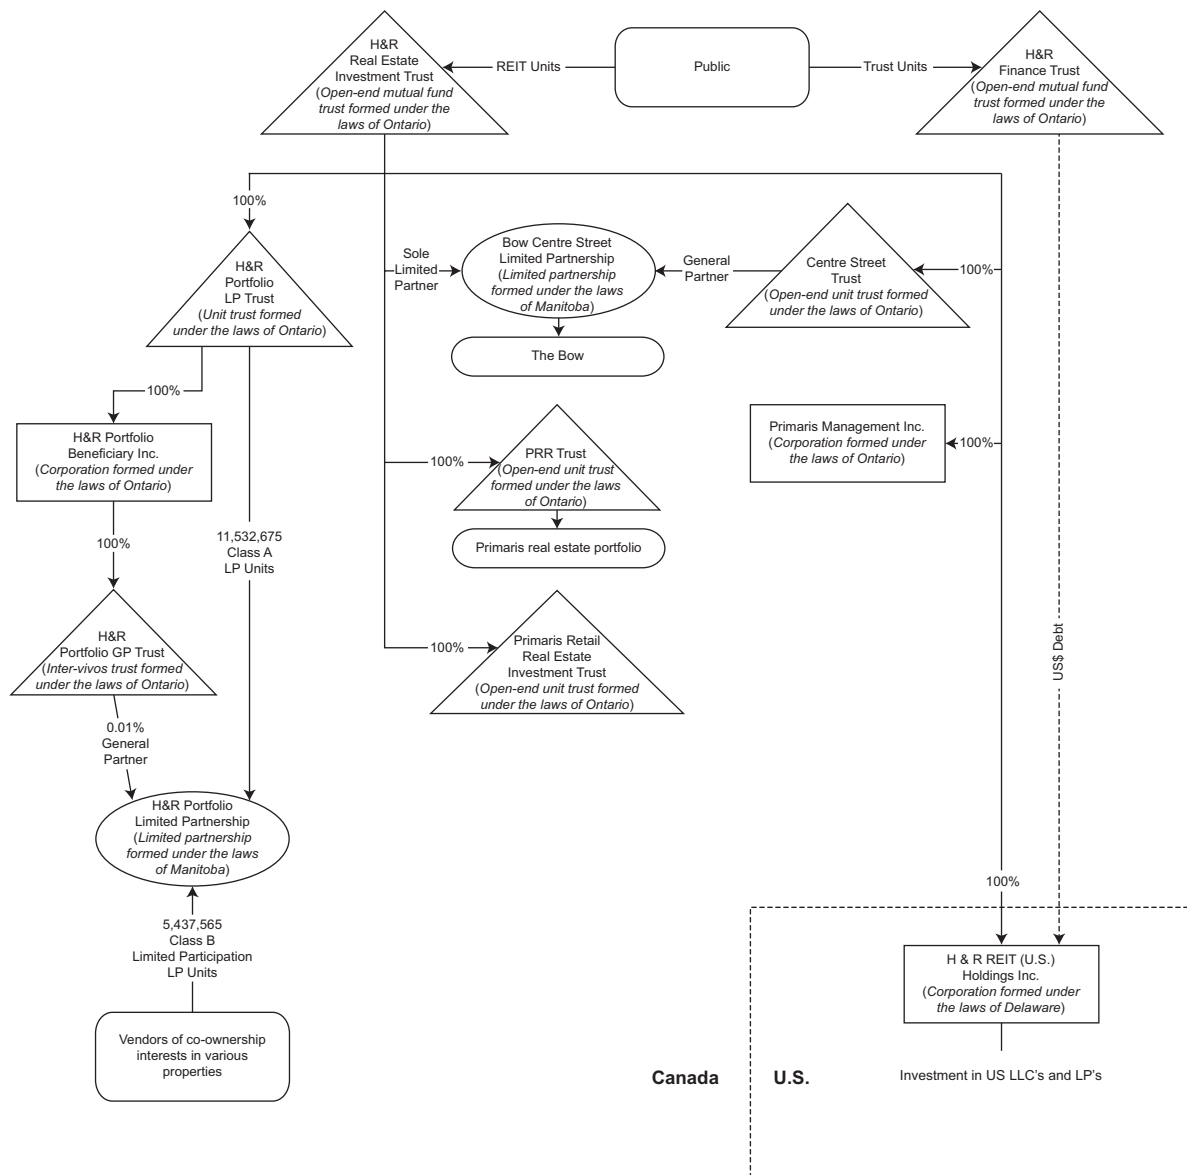 H&R
Real Estate
Investment Trust
(Open-end mutual fund
trust formed under the
laws of Ontario)
REIT Units
Public
Trust Units
H&R
Finance Trust
(Open-end mutual fund
trust formed under the
laws of Ontario)
100%
H&R
Portfolio
LP Trust
(Unit trust formed
under the laws of Ontario)
Sole
Limited
Partner
Bow Centre Street
Limited Partnership
(Limited partnership
formed under the laws
of Manitoba)
General
Partner
Centre Street
Trust
(Open-end unit trust formed
under the laws of Ontario)
100%
The Bow
100%
H&R Portfolio
Beneficiary Inc.
(Corporation formed under
the laws of Ontario)
100%
PRR Trust
(Open-end unit trust
formed under the laws
of Ontario)
Primaris Management Inc.
(Corporation formed under
the laws of Ontario)
100%
Primaris real estate portfolio
100%
11,532,675
Class A
LP Units
H&R
Portfolio GP Trust
(Inter-vivos trust formed
under the laws of Ontario)
100%
Primaris Retail
Real Estate
Investment Trust
(Open-end unit trust formed
under the laws of Ontario)
US$ Debt
0.01%
General
Partner
H&R Portfolio
Limited Partnership
(Limited partnership
formed under the laws
of Manitoba)
100%
5,437,565
Class B
Limited Participation
LP Units
H & R REIT (U.S.)
Holdings Inc.
(Corporation formed under
the laws of Delaware)
Vendors of co-ownership
interests in various
properties
Canada
U.S.
Investment in US LLC's and LP's